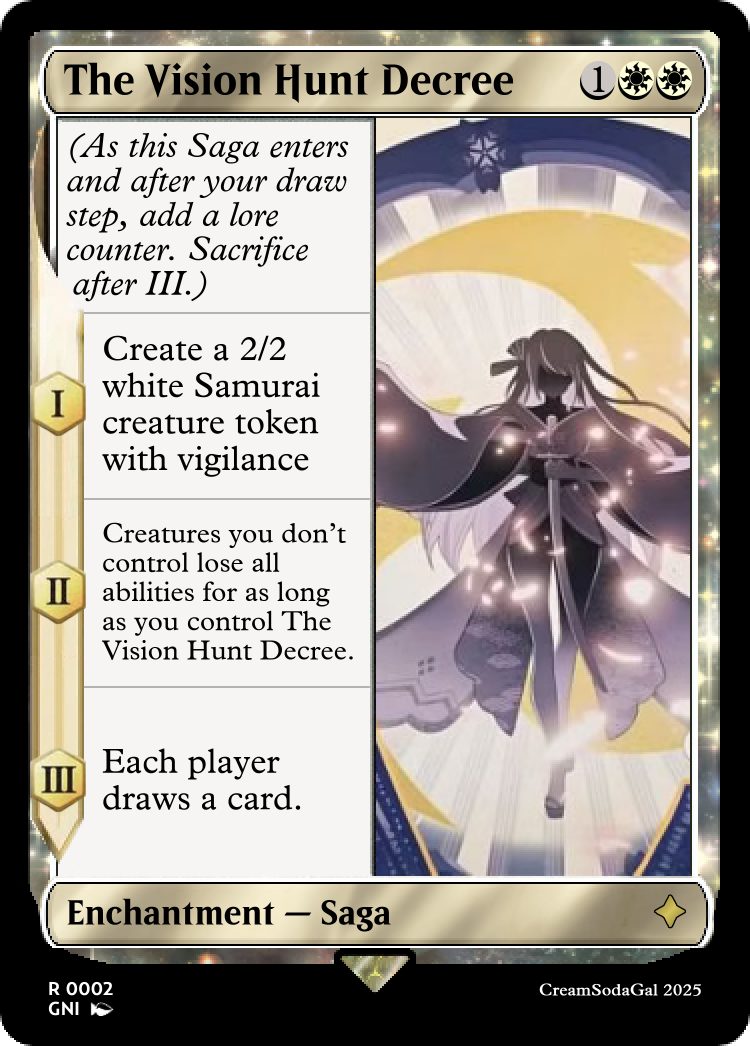 The Vision Hunt Decree 1
(As this Saga enters
and after your draw
step, add a lore
counter. Sacrifice
after III.)
I
Create a 2/2
white Samurai
creature token
with vigilance
II
Creatures you don't
control lose all
abilities for as long
as you control The
Vision Hunt Decree.
III
Each player
draws a card.
Enchantment — Saga
R 0002
GNI
CreamSodaGal 2025